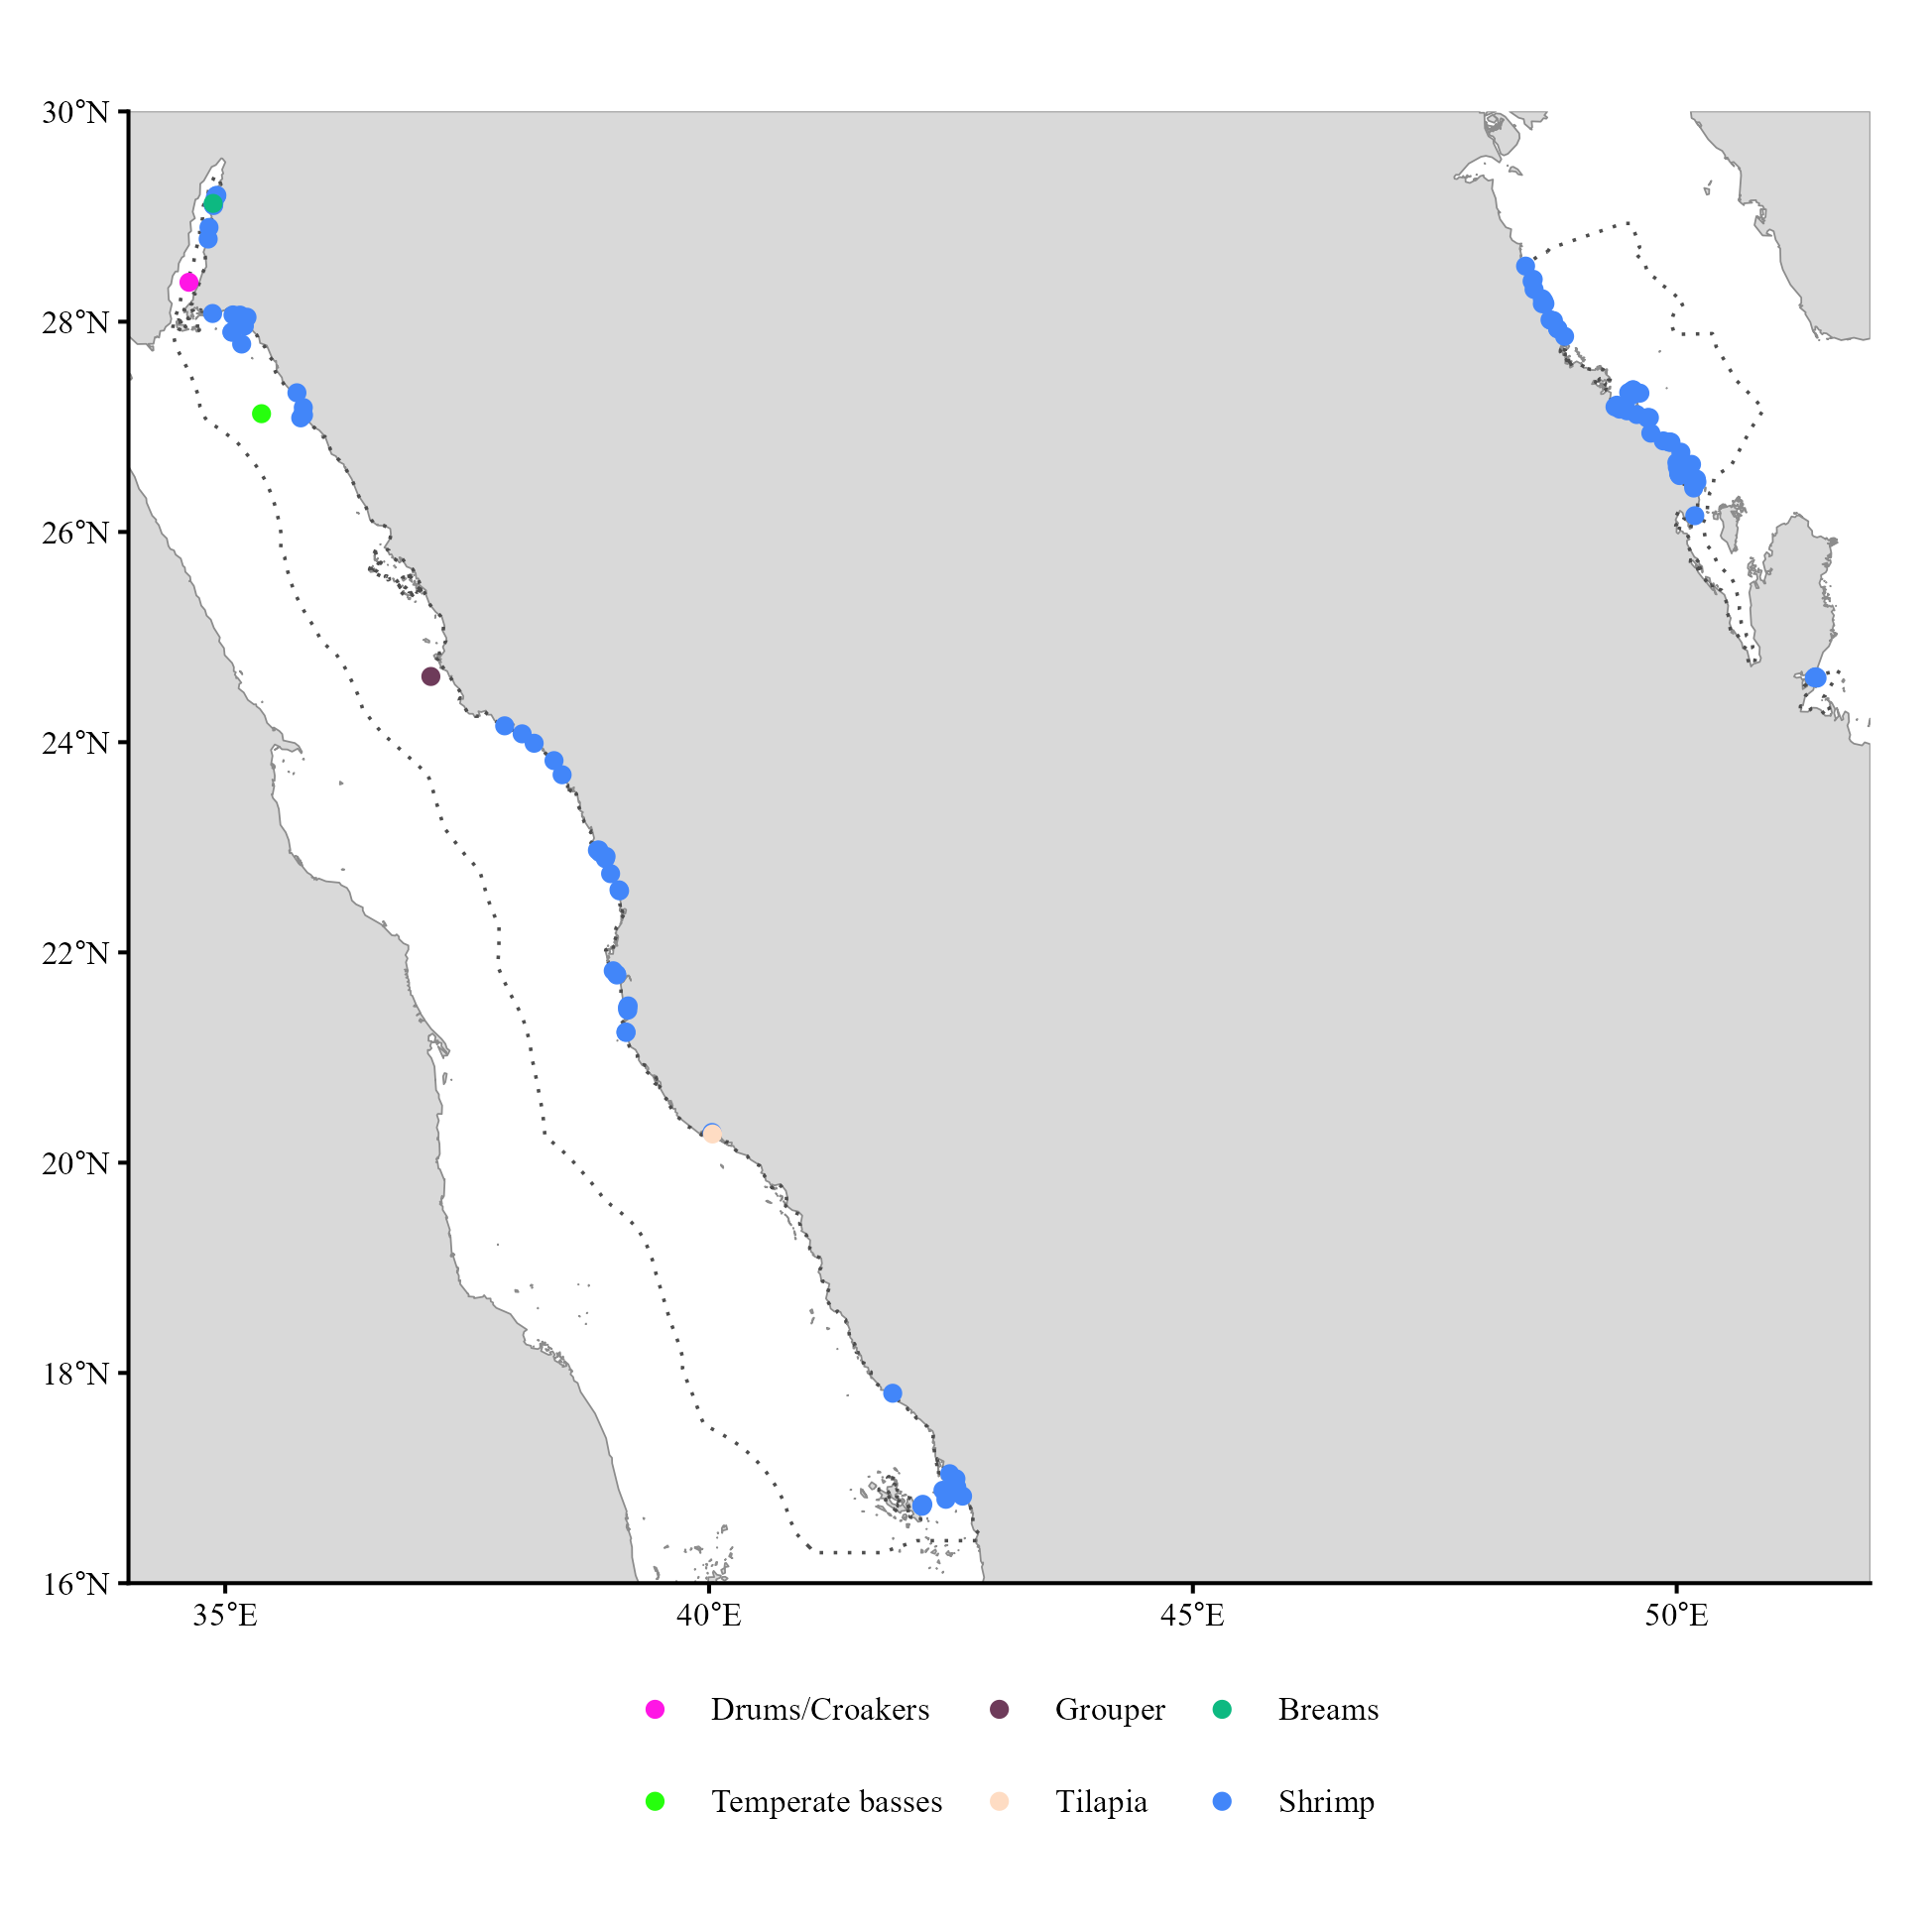 30°N
28°N
26°N
24°N
22°N
20°N
18°N
16°N
35°E 40°E 45°E 50°E
Drums/Croakers Grouper Breams
Temperate basses Tilapia Shrimp